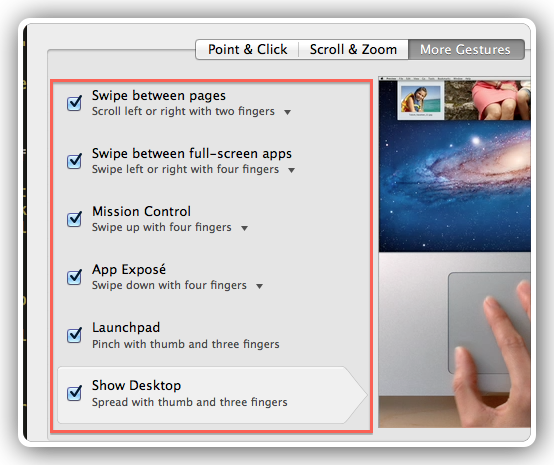 Point & Click
Scroll & Zoom
More Gestures
Swipe between pages
Scroll left or right with two fingers
Swipe between full-screen apps
Swipe left or right with four fingers
Mission Control
Swipe up with four fingers
App Exposé
Swipe down with four fingers
Launchpad
Pinch with thumb and three fingers
Show Desktop
Spread with thumb and three fingers